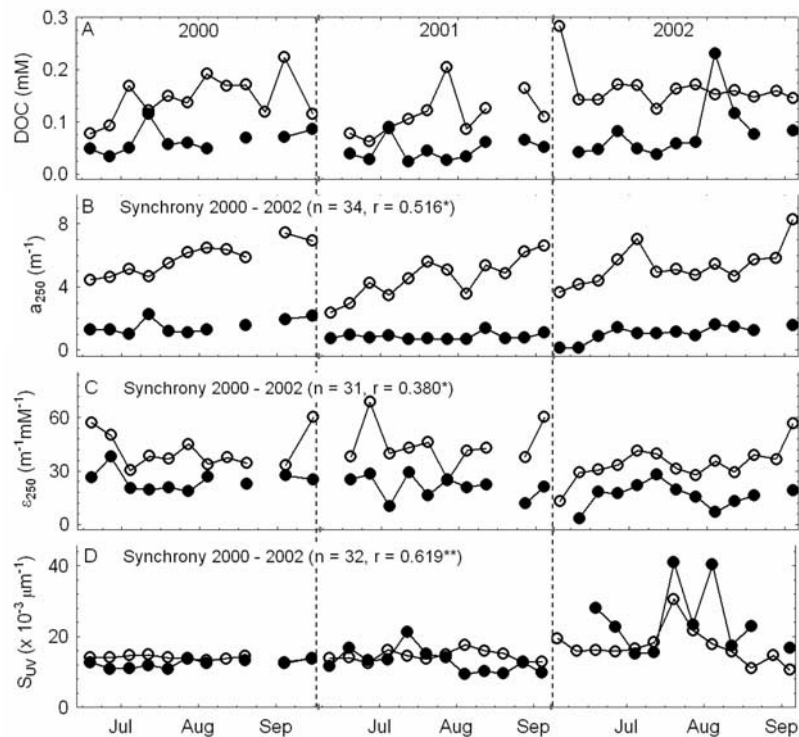 A 2000 2001 2002
0.3
0.2
0.1
0.0
DOC (mM)
B Synchrony 2000 - 2002 (n = 34, r = 0.516*)
8
4
0
a250 (m-1)
C Synchrony 2000 - 2002 (n = 31, r = 0.380*)
60
30
0
ε250 (m-1mM-1)
D Synchrony 2000 - 2002 (n = 32, r = 0.619**)
40
20
0
SUV (x 10-3 µm-1)
Jul Aug Sep Jul Aug Sep Jul Aug Sep